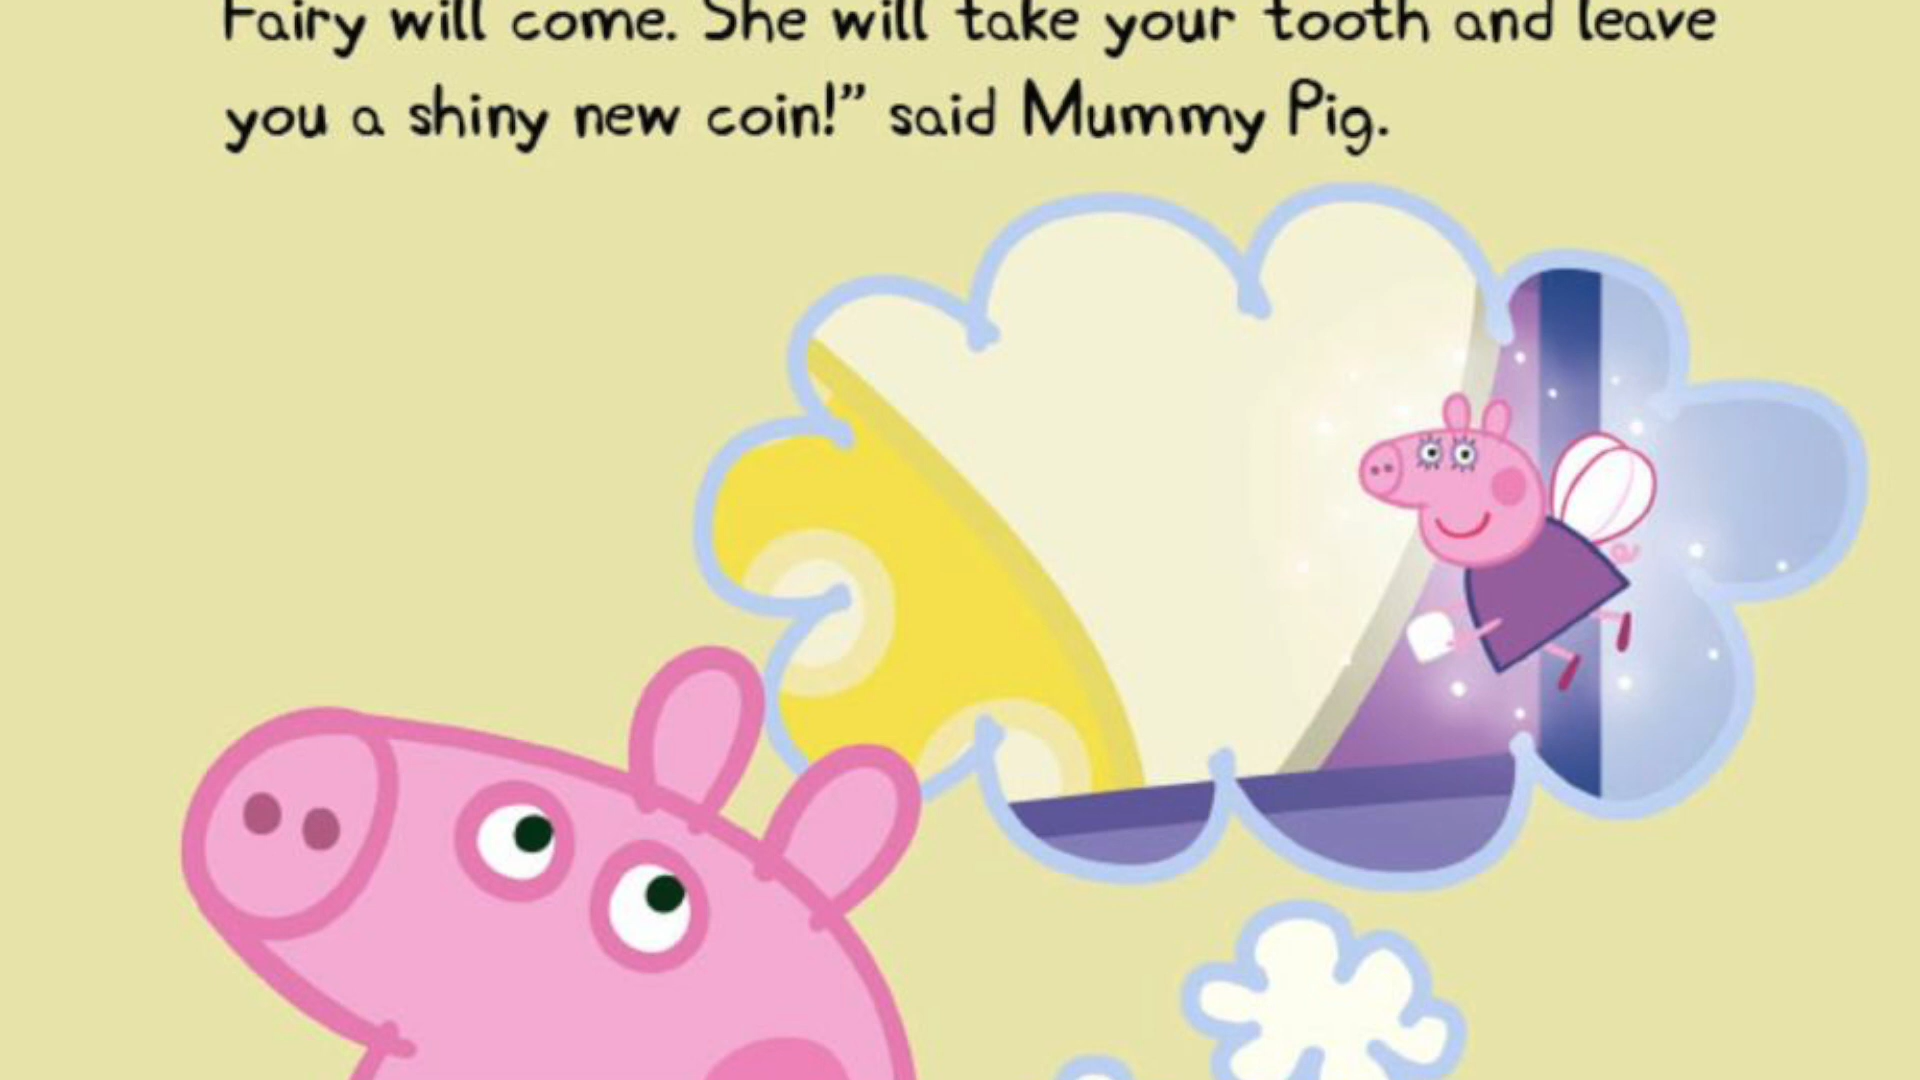 Fairy will come. She will take your tooth and leave
you a shiny new coin!” said Mummy Pig.